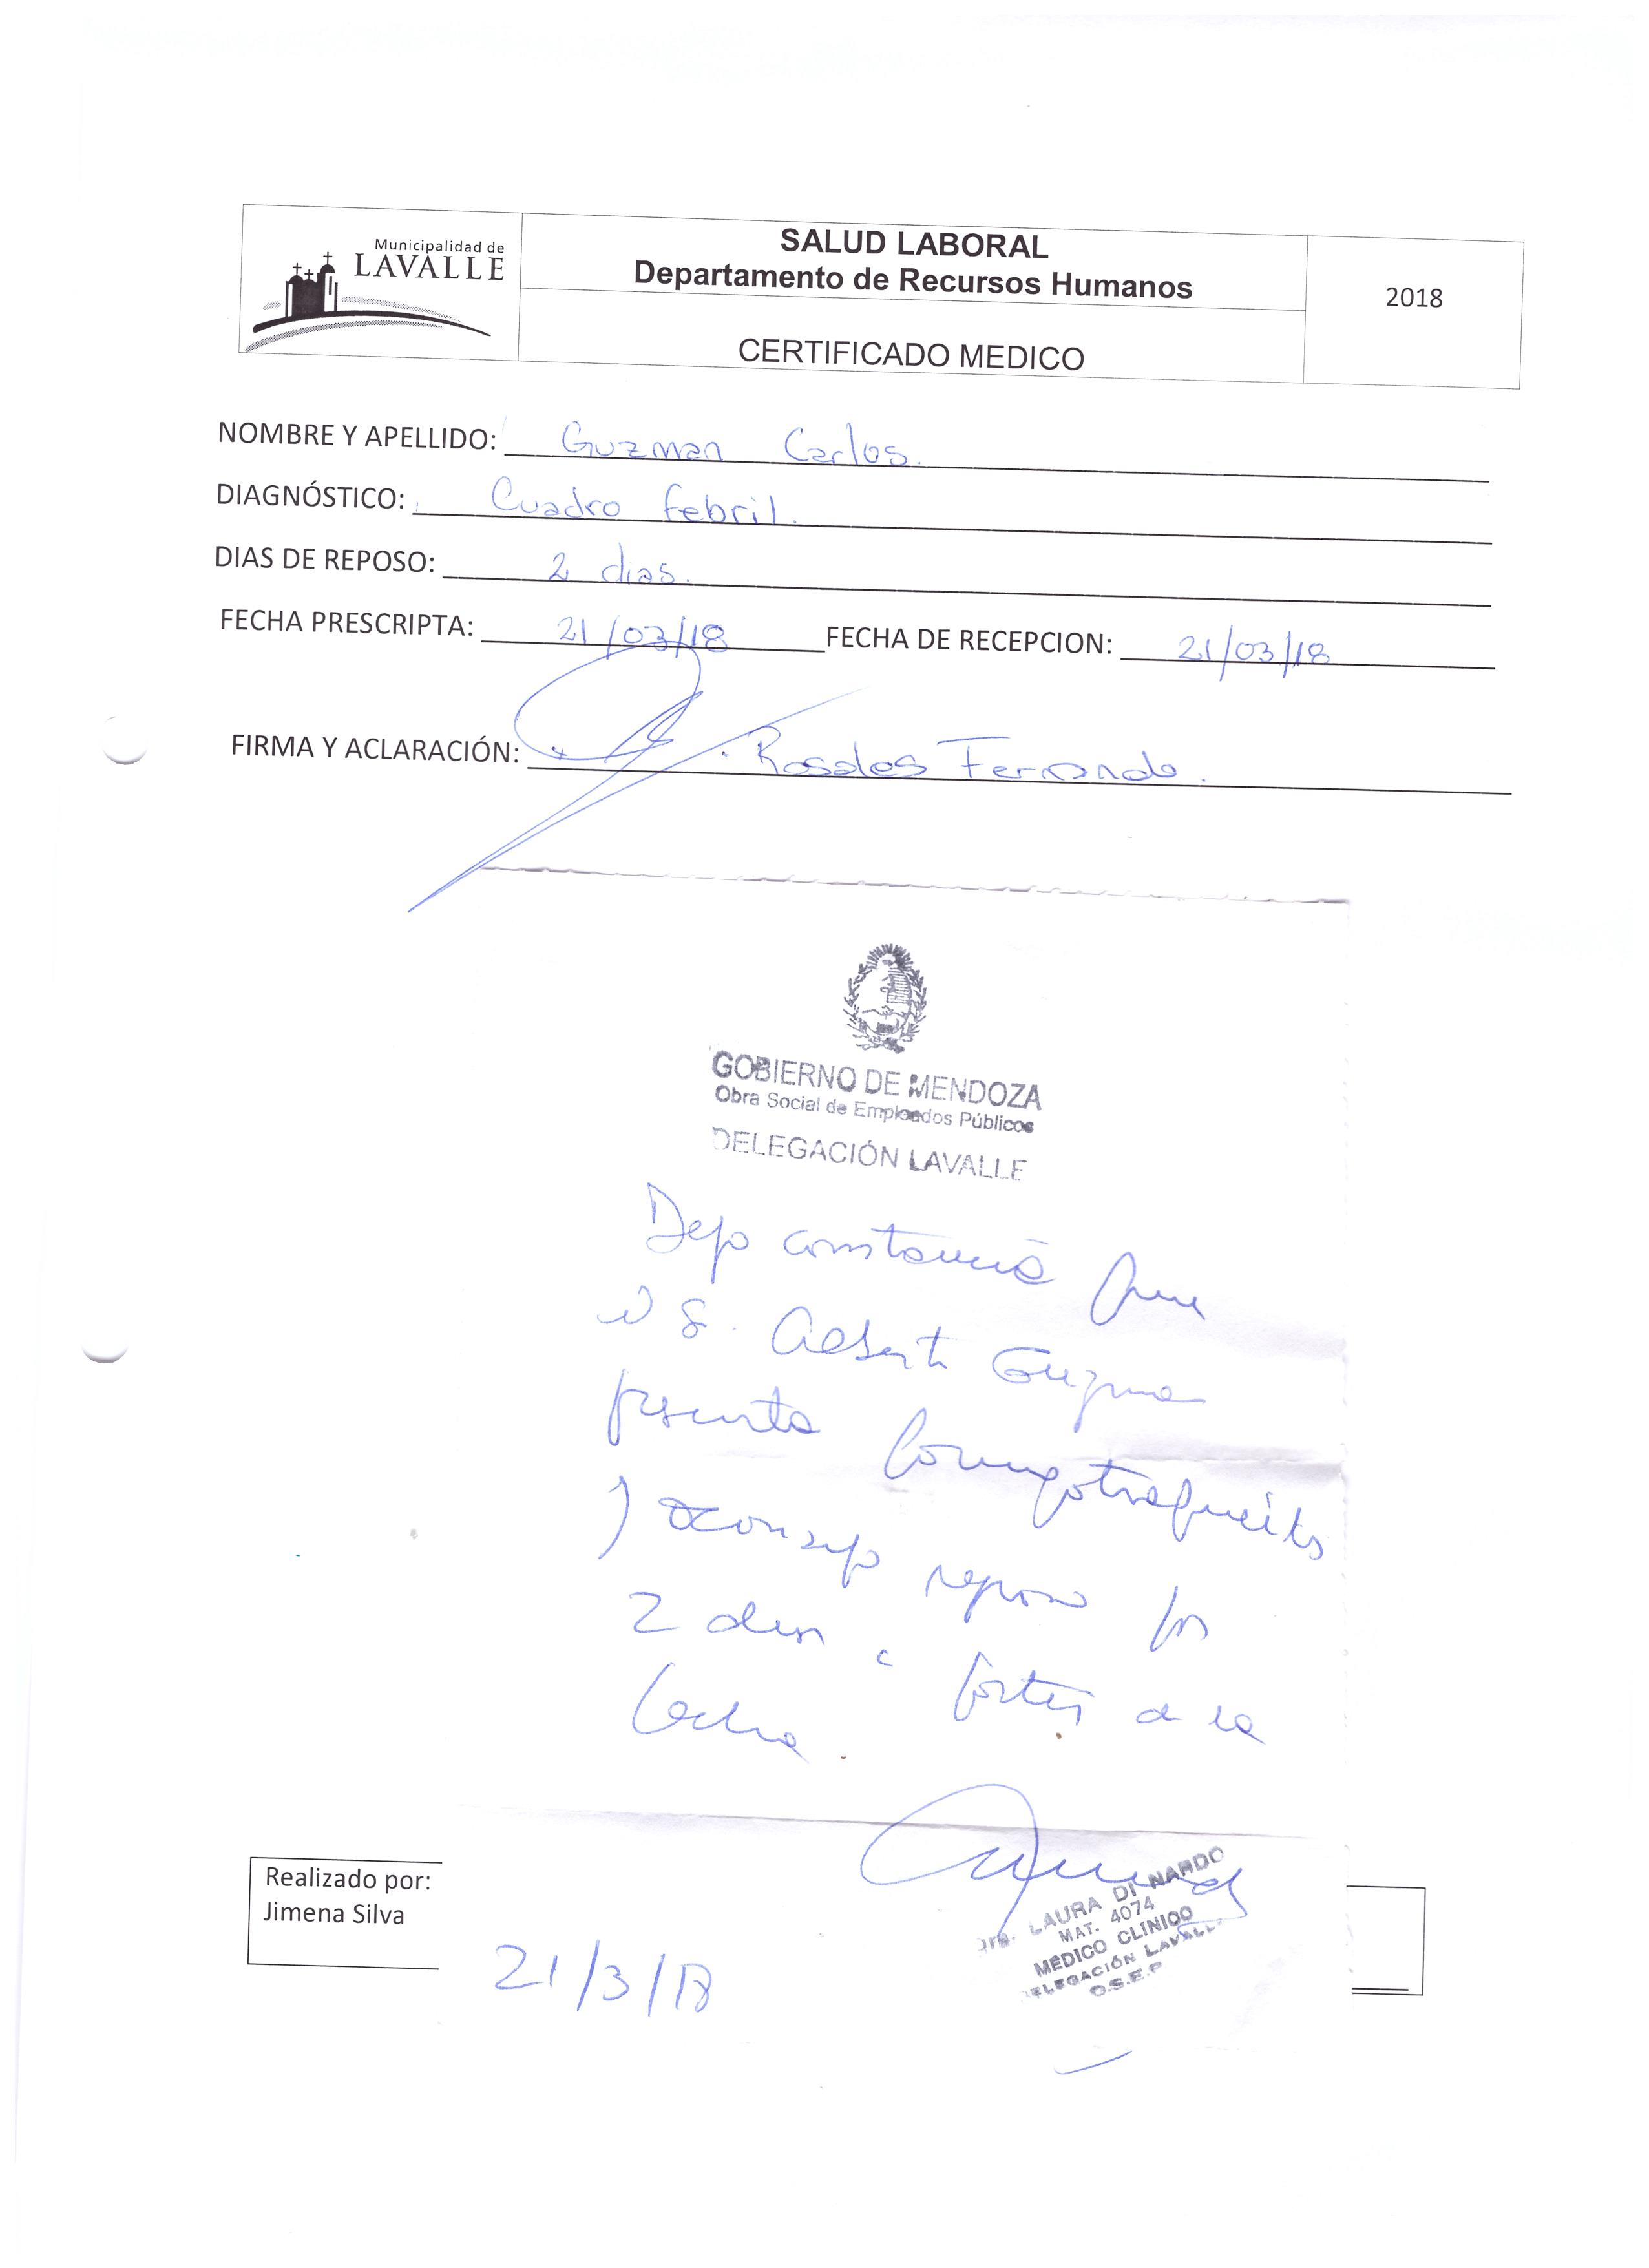 Municipalidad de
LAVALLE
SALUD LABORAL
Departamento de Recursos Humanos
CERTIFICADO MEDICO
2018
NOMBRE Y APELLIDO: Guzman Carlos.
DIAGNÓSTICO: Cuadro febril.
DIAS DE REPOSO: 2 dias.
FECHA PRESCRIPTA: 21/03/18 FECHA DE RECEPCION: 21/03/18
FIRMA Y ACLARACIÓN: Rosales Fernando.
GOBIERNO DE MENDOZA
Obra Social de Empleados Públicos
DELEGACIÓN LAVALLE
Dejo constancia que
el Sr. Alberto Guzman
presenta faringotraqueitis
y aconsejo reposo por
2 dias a partir de la
fecha.
Dra. LAURA DI NARDO
MAT. 4074
MEDICO CLINICO
DELEGACIÓN LAVALLE
O.S.E.P
Realizado por:
Jimena Silva
21/3/18